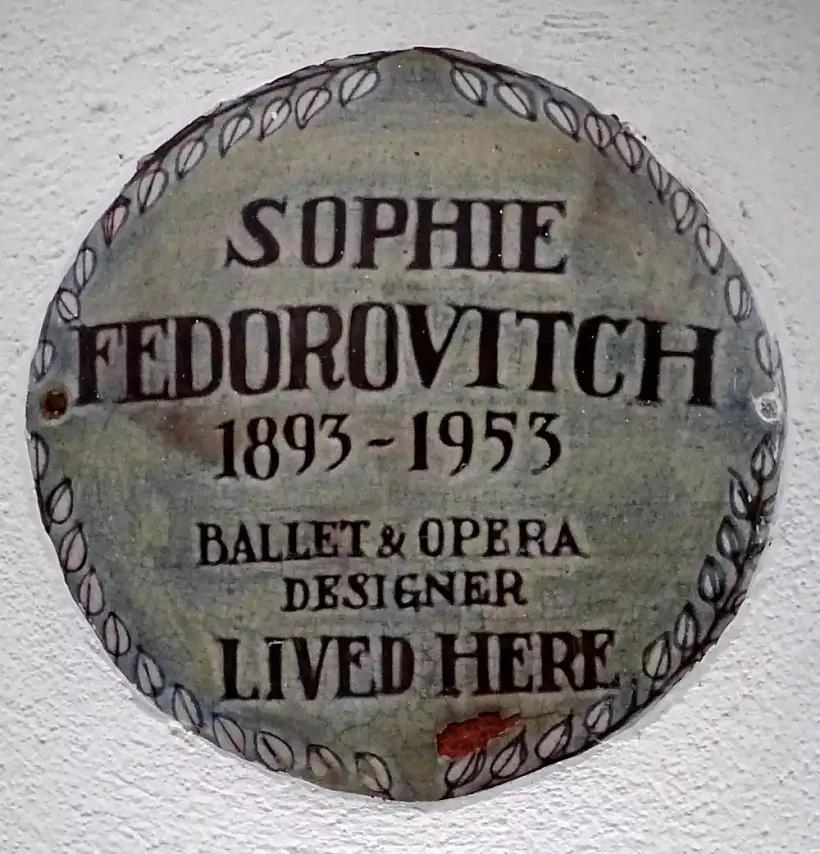 SOPHIE
FEDOROVITCH
1893-1953
BALLET & OPERA
DESIGNER
LIVED HERE